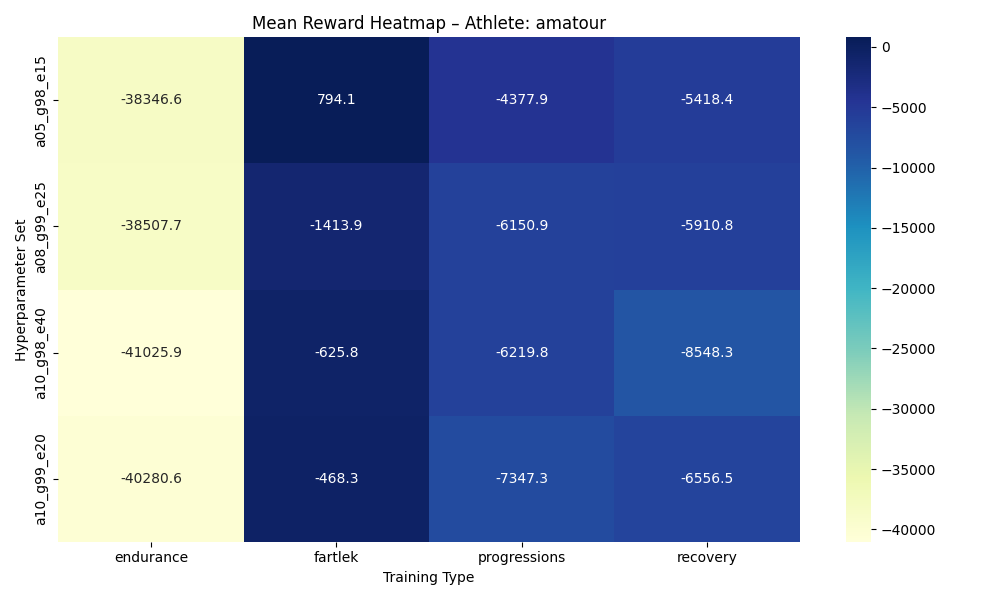 Mean Reward Heatmap – Athlete: amatour
Hyperparameter Set
a05_g98_e15
-38346.6 794.1 -4377.9 -5418.4
a08_g99_e25
-38507.7 -1413.9 -6150.9 -5910.8
a10_g98_e40
-41025.9 -625.8 -6219.8 -8548.3
a10_g99_e20
-40280.6 -468.3 -7347.3 -6556.5
endurance fartlek progressions recovery
Training Type
0
−5000
−10000
−15000
−20000
−25000
−30000
−35000
−40000